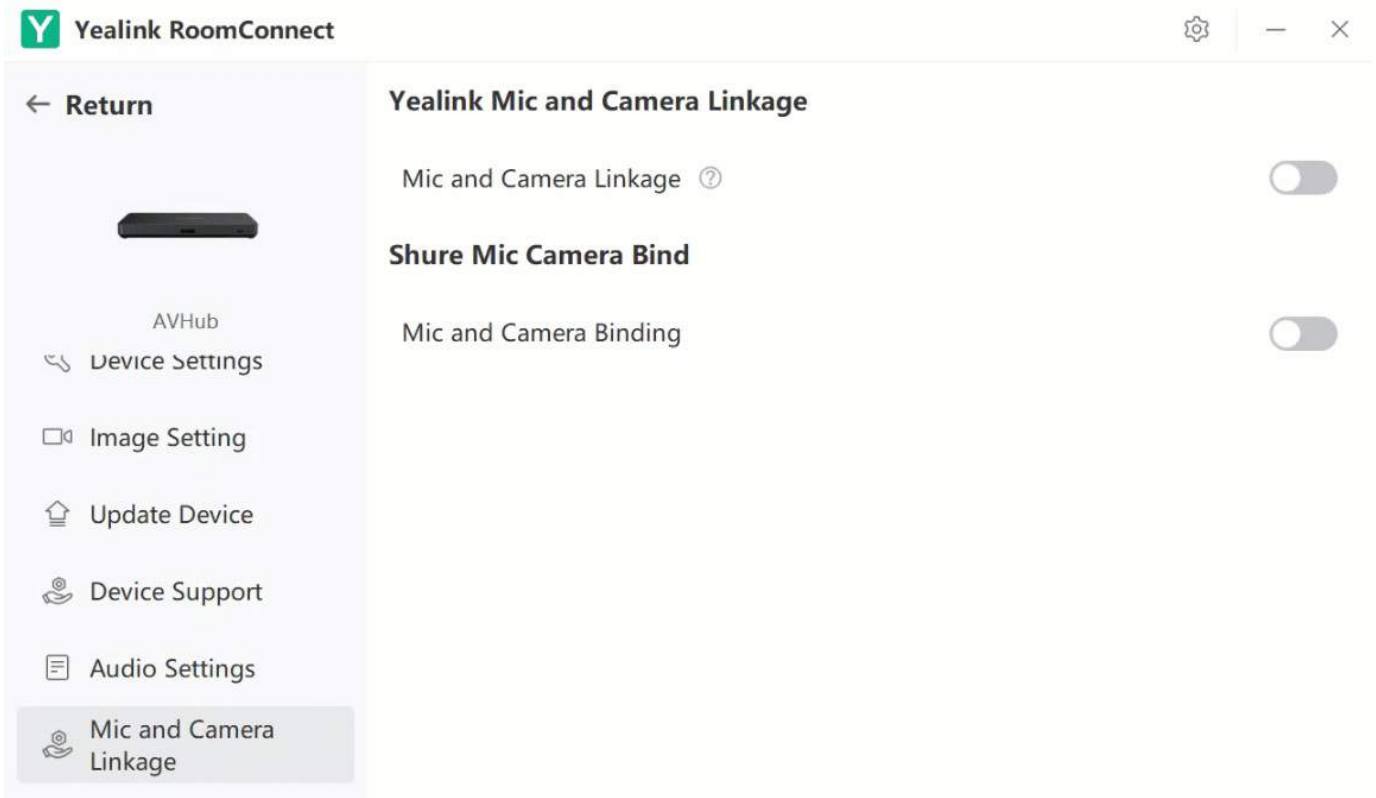 Yealink RoomConnect
Return
AVHub
Device Settings
Image Setting
Update Device
Device Support
Audio Settings
Mic and Camera
Linkage
Yealink Mic and Camera Linkage
Mic and Camera Linkage
Shure Mic Camera Bind
Mic and Camera Binding